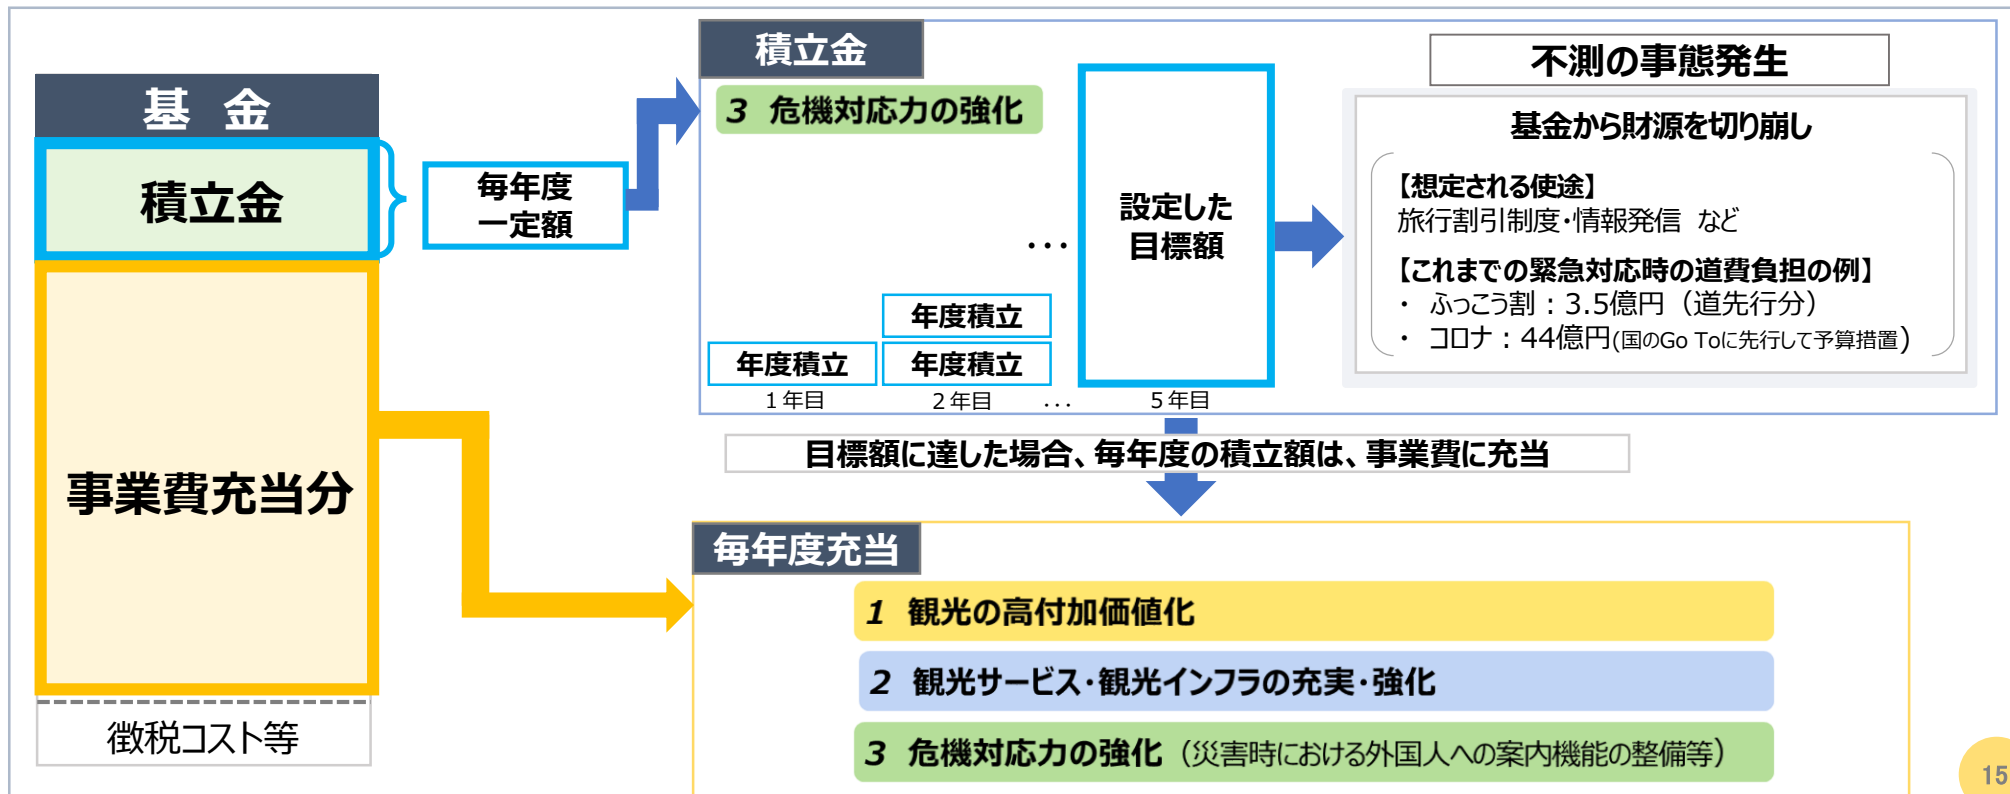 基 金
積立金
事業費充当分
徴税コスト等
毎年度
一定額
積立金
3 危機対応力の強化
年度積立
1年目
年度積立
年度積立
2年目
…
...
設定した
目標額
5年目
不測の事態発生
基金から財源を切り崩し
【想定される使途】
旅行割引制度・情報発信 など
【これまでの緊急対応時の道費負担の例】
・ ふっこう割：3.5億円（道先行分）
・ コロナ：44億円(国のGo Toに先行して予算措置)
目標額に達した場合、毎年度の積立額は、事業費に充当
毎年度充当
1 観光の高付加価値化
2 観光サービス・観光インフラの充実・強化
3 危機対応力の強化（災害時における外国人への案内機能の整備等）
15